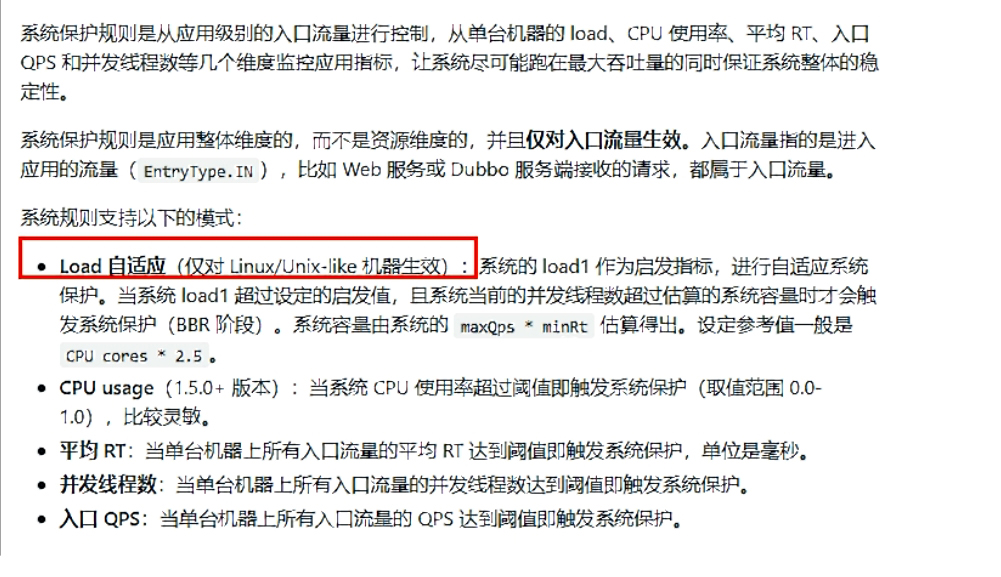 系统保护规则是从应用级别的入口流量进行控制，从单台机器的 load、CPU 使用率、平均 RT、入口
QPS 和并发线程数等几个维度监控应用指标，让系统尽可能跑在最大吞吐量的同时保证系统整体的稳
定性。
系统保护规则是应用整体维度的，而不是资源维度的，并且仅对入口流量生效。入口流量指的是进入
应用的流量（EntryType.IN），比如 Web 服务或 Dubbo 服务端接收的请求，都属于入口流量。
系统规则支持以下的模式：
• Load 自适应（仅对 Linux/Unix-like 机器生效）：系统的 load1 作为启发指标，进行自适应系统
保护。当系统 load1 超过设定的启发值，且系统当前的并发线程数超过估算的系统容量时才会触
发系统保护（BBR 阶段）。系统容量由系统的 maxQps * minRt 估算得出。设定参考值一般是
CPU cores * 2.5。
• CPU usage（1.5.0+ 版本）：当系统 CPU 使用率超过阈值即触发系统保护（取值范围 0.0-
1.0），比较灵敏。
• 平均 RT：当单台机器上所有入口流量的平均 RT 达到阈值即触发系统保护，单位是毫秒。
• 并发线程数：当单台机器上所有入口流量的并发线程数达到阈值即触发系统保护。
• 入口 QPS：当单台机器上所有入口流量的 QPS 达到阈值即触发系统保护。